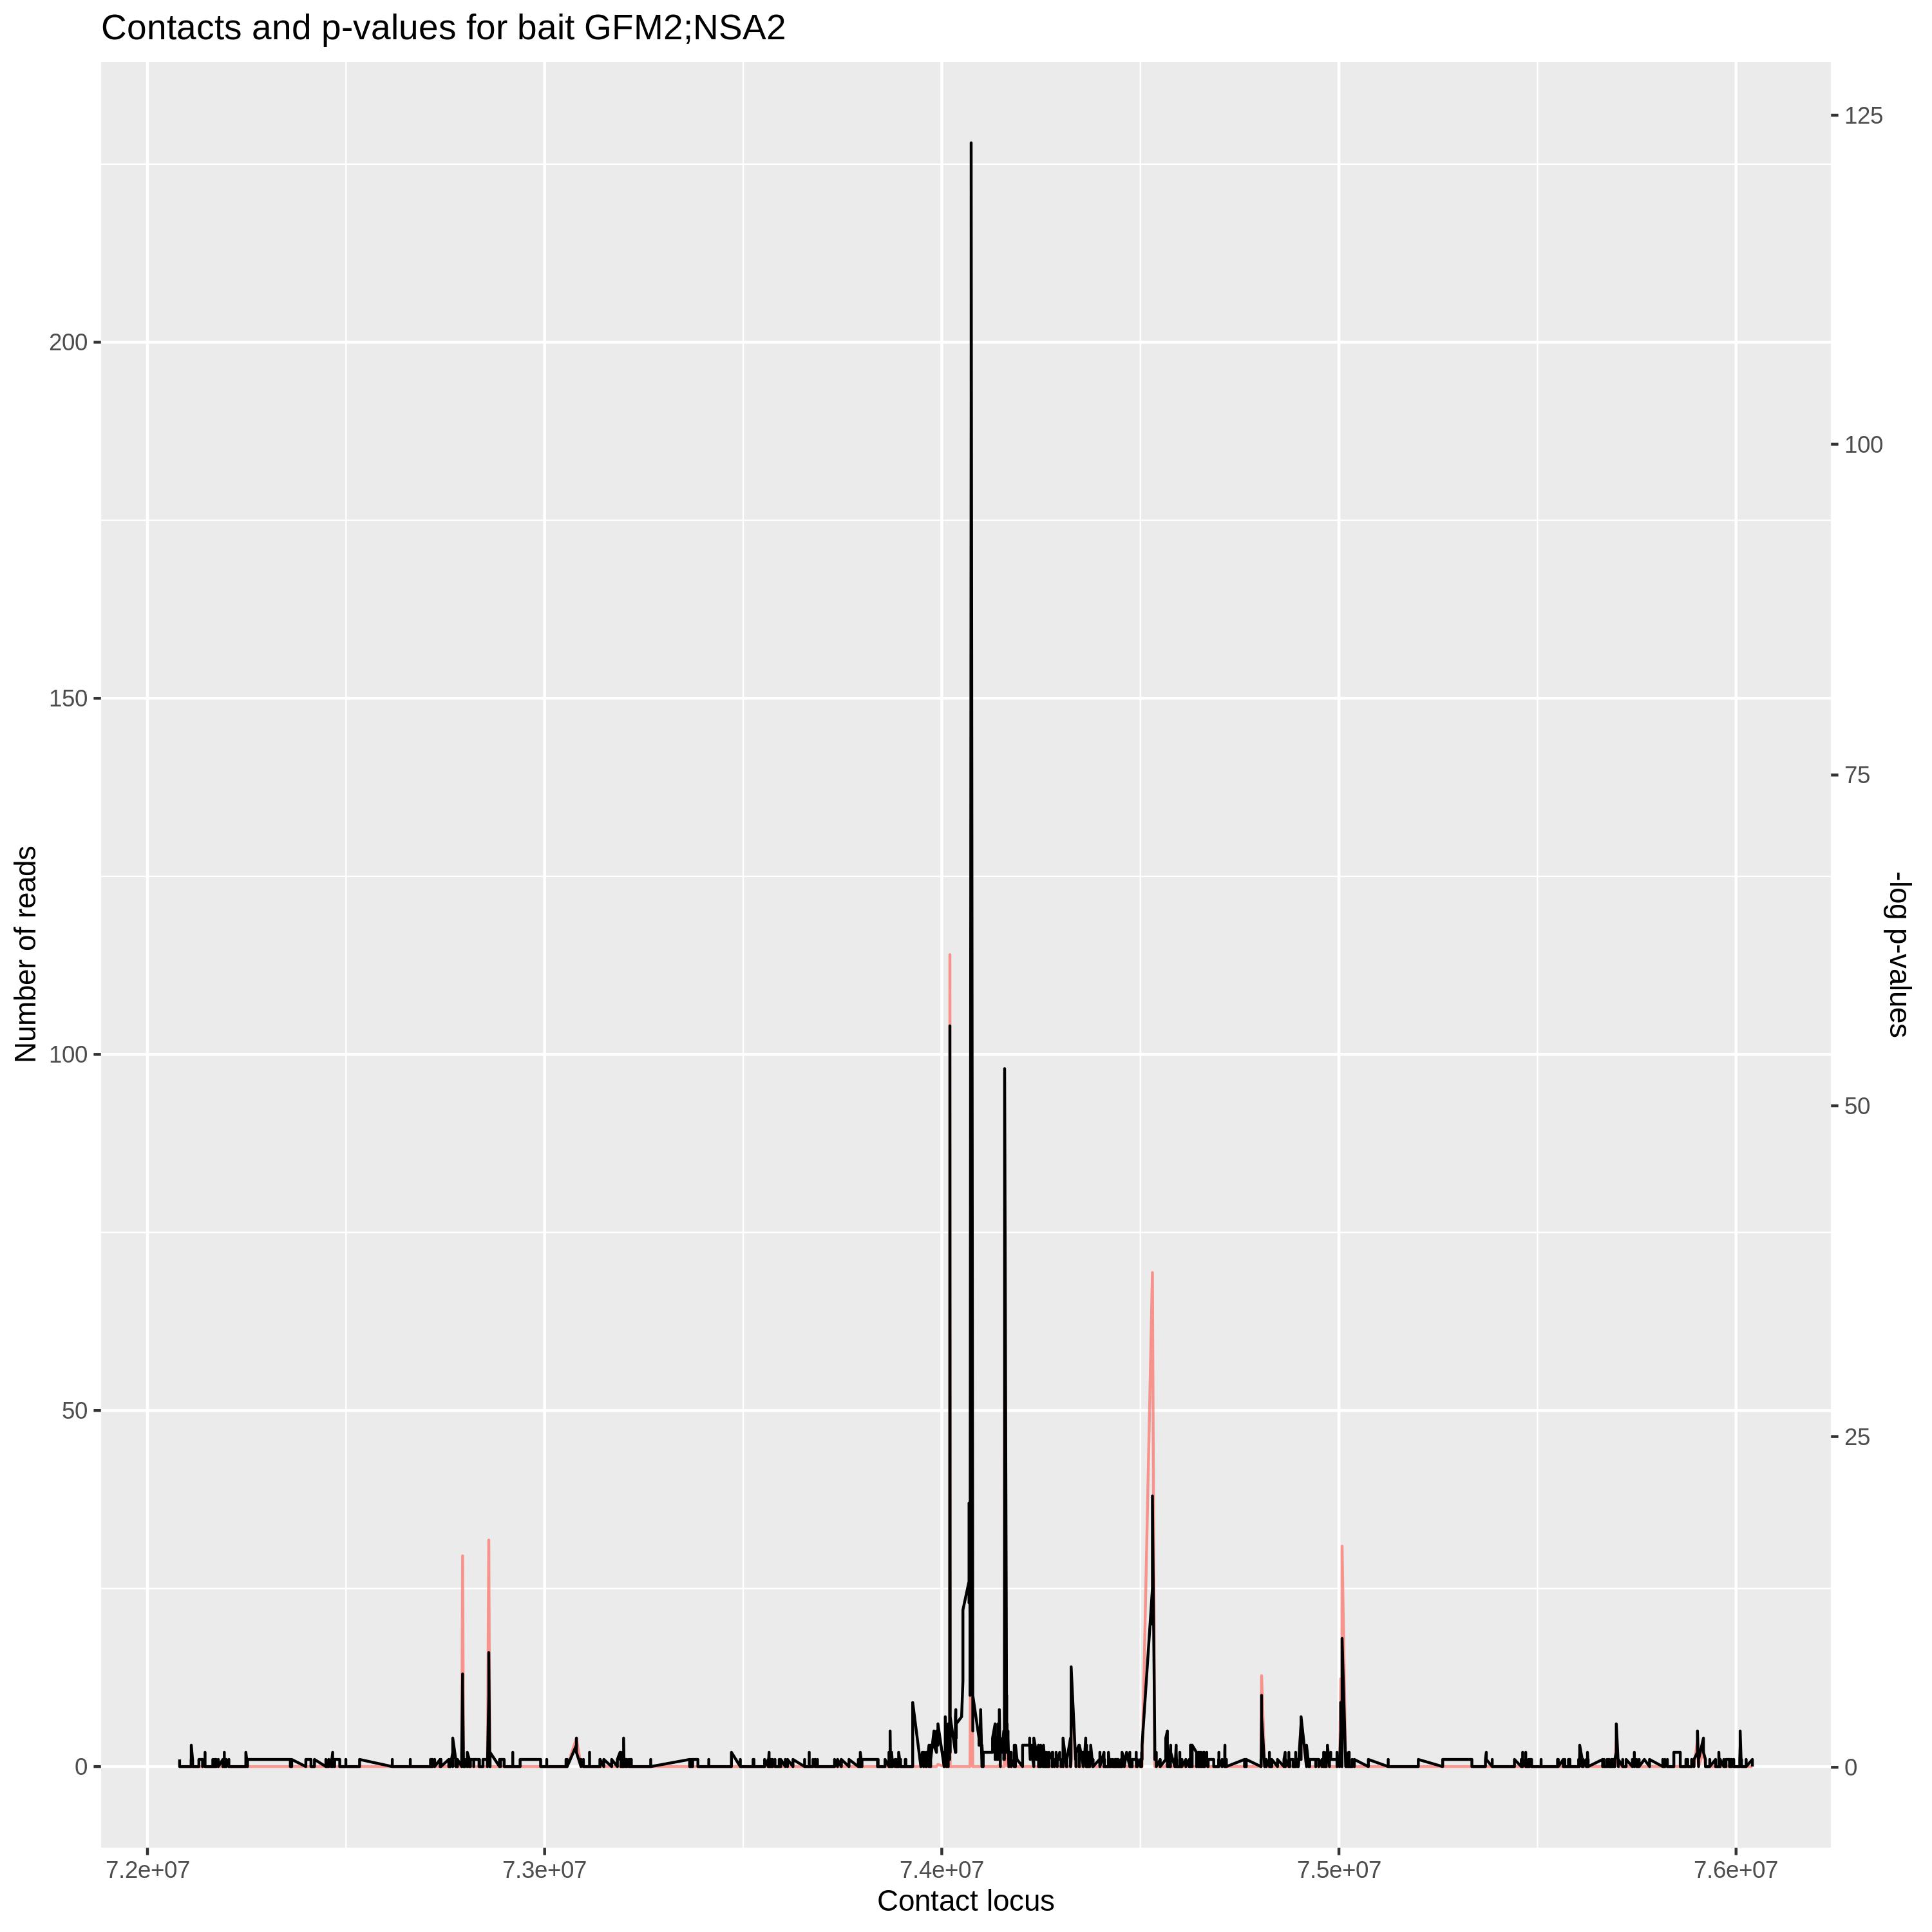 Contacts and p-values for bait GFM2;NSA2
Number of reads
200
150
100
50
0
125
100
75
50
25
0
-log p-values
7.2e+07
7.3e+07
7.4e+07
7.5e+07
7.6e+07
Contact locus